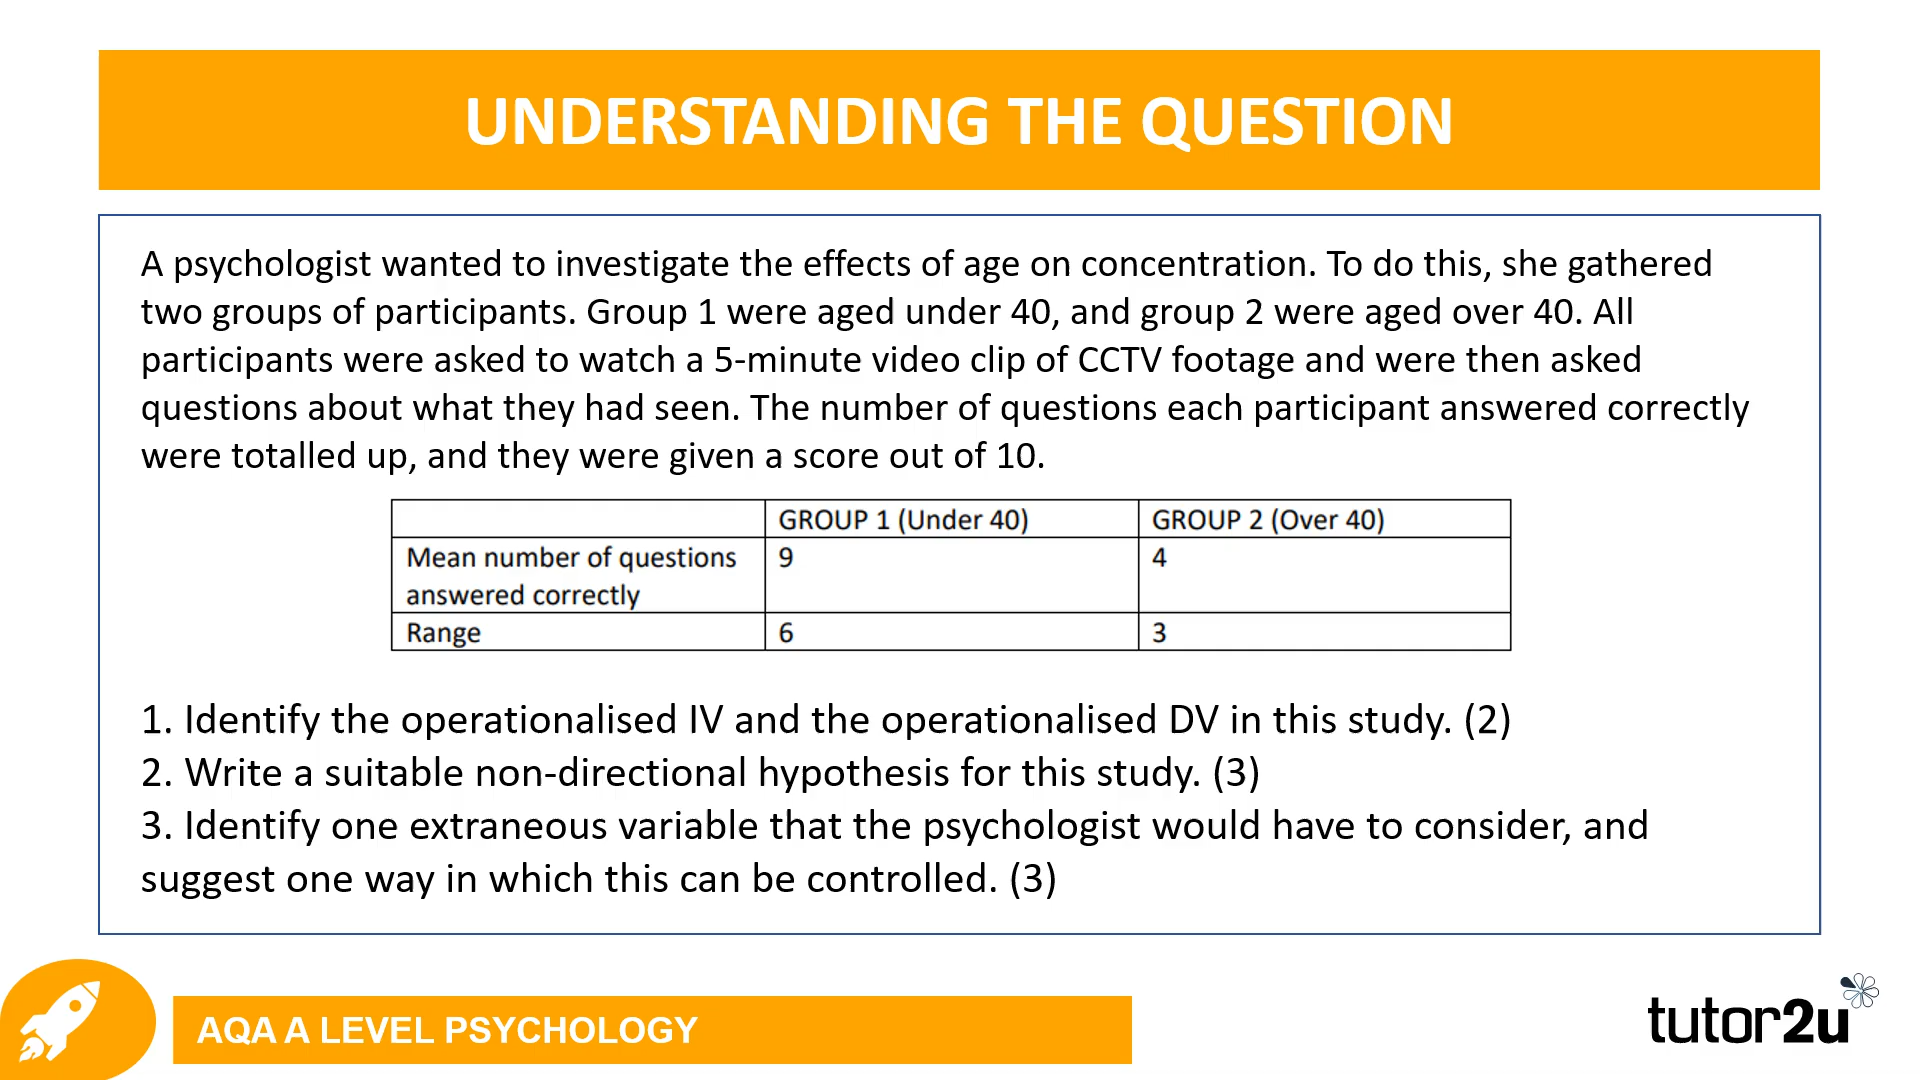 UNDERSTANDING THE QUESTION
A psychologist wanted to investigate the effects of age on concentration. To do this, she gathered
two groups of participants. Group 1 were aged under 40, and group 2 were aged over 40. All
participants were asked to watch a 5-minute video clip of CCTV footage and were then asked
questions about what they had seen. The number of questions each participant answered correctly
were totalled up, and they were given a score out of 10.
GROUP 1 (Under 40) GROUP 2 (Over 40)
Mean number of questions 9 4
answered correctly
Range 6 3
1. Identify the operationalised IV and the operationalised DV in this study. (2)
2. Write a suitable non-directional hypothesis for this study. (3)
3. Identify one extraneous variable that the psychologist would have to consider, and
suggest one way in which this can be controlled. (3)
AQA A LEVEL PSYCHOLOGY
tutor2u